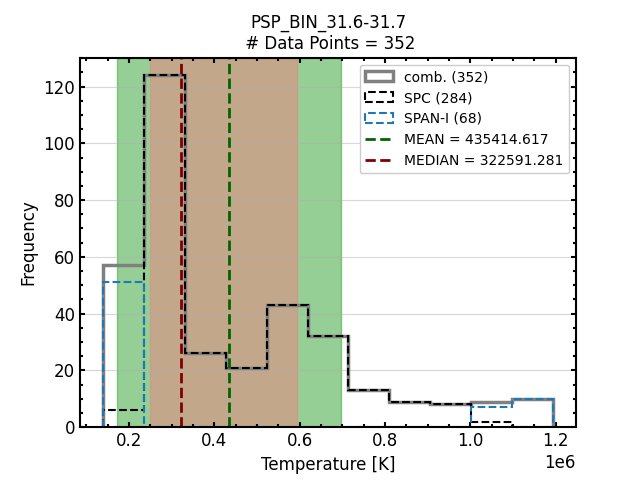 PSP_BIN_31.6-31.7
# Data Points = 352
comb. (352)
SPC (284)
SPAN-I (68)
MEAN = 435414.617
MEDIAN = 322591.281
Frequency
120
100
80
60
40
20
0
0.2 0.4 0.6 0.8 1.0 1.2
1e6
Temperature [K]